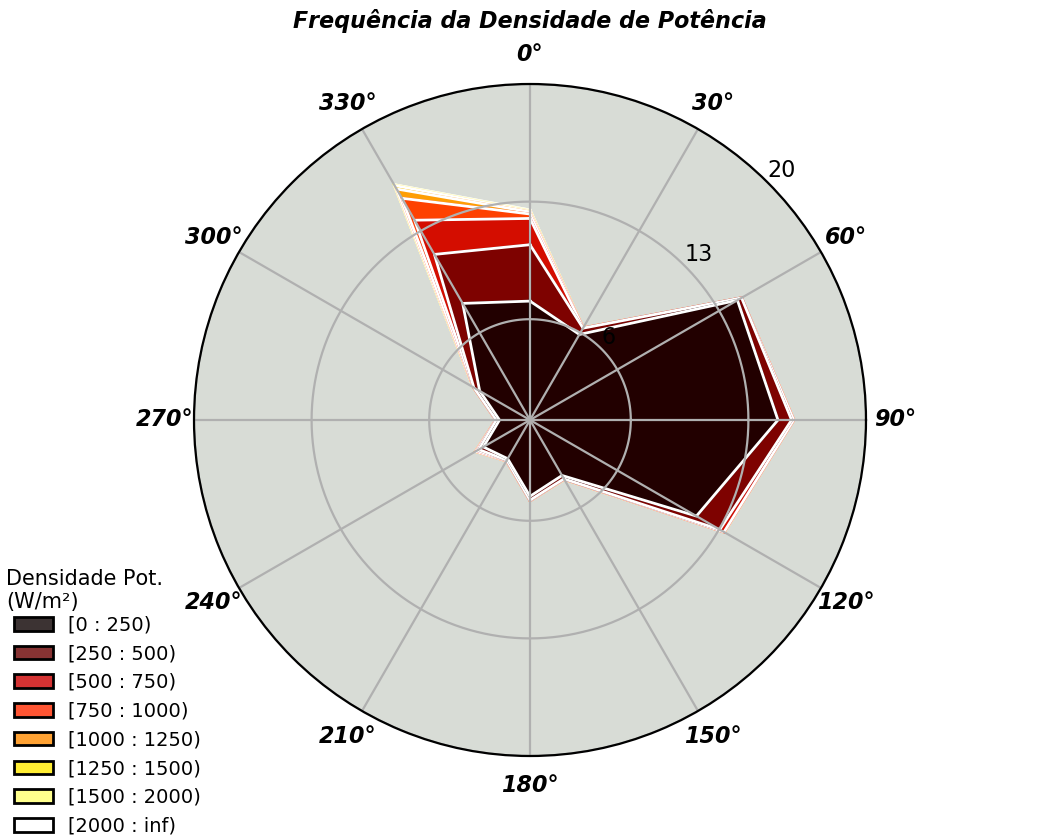 Frequência da Densidade de Potência
0°
330°
30°
20
300°
60°
13
6
270°
90°
Densidade Pot.
(W/m²)
240°
120°
[0 : 250)
[250 : 500)
[500 : 750)
[750 : 1000)
210°
150°
[1000 : 1250)
[1250 : 1500)
180°
[1500 : 2000)
[2000 : inf)